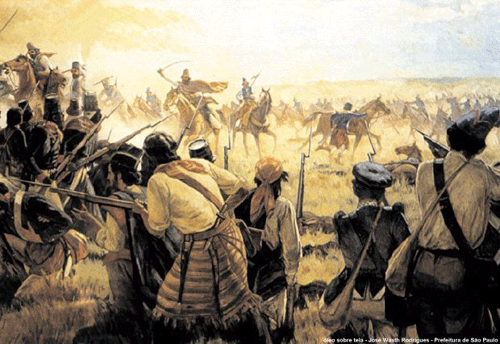 óleo sobre tela - José Wasth Rodrigues - Prefeitura de São Paulo